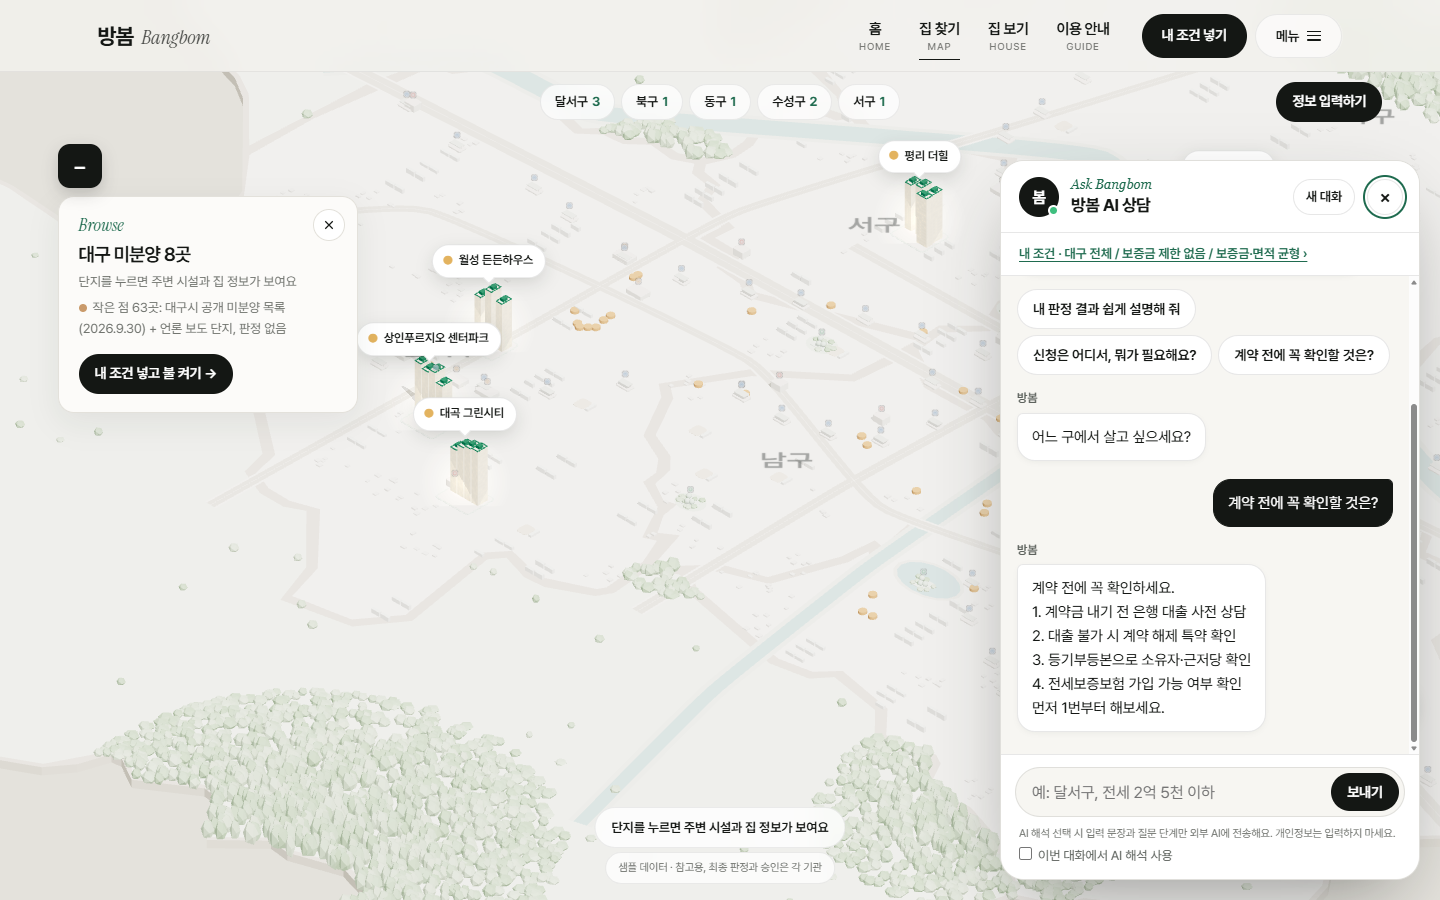 방봄 Bangbom
홈
HOME
집 찾기
MAP
집 보기
HOUSE
이용 안내
GUIDE
내 조건 넣기
메뉴
달서구 3
북구 1
동구 1
수성구 2
서구 1
정보 입력하기
–
Browse
대구 미분양 8곳
단지를 누르면 주변 시설과 집 정보가 보여요
작은 점 63곳: 대구시 공개 미분양 목록
(2026.9.30) + 언론 보도 단지, 판정 없음
내 조건 넣고 불 켜기 →
평리 더힐
서구
월성 든든하우스
상인푸르지오 센터파크
대곡 그린시티
남구
단지를 누르면 주변 시설과 집 정보가 보여요
샘플 데이터 · 참고용, 최종 판정과 승인은 각 기관
봄
Ask Bangbom
방봄 AI 상담
새 대화
×
내 조건 · 대구 전체 / 보증금 제한 없음 / 보증금·면적 균형 ›
내 판정 결과 쉽게 설명해 줘
신청은 어디서, 뭐가 필요해요?
계약 전에 꼭 확인할 것은?
방봄
어느 구에서 살고 싶으세요?
계약 전에 꼭 확인할 것은?
방봄
계약 전에 꼭 확인하세요.
1. 계약금 내기 전 은행 대출 사전 상담
2. 대출 불가 시 계약 해제 특약 확인
3. 등기부등본으로 소유자·근저당 확인
4. 전세보증보험 가입 가능 여부 확인
먼저 1번부터 해보세요.
예: 달서구, 전세 2억 5천 이하
보내기
AI 해석 선택 시 입력 문장과 질문 단계만 외부 AI에 전송해요. 개인정보는 입력하지 마세요.
이번 대화에서 AI 해석 사용